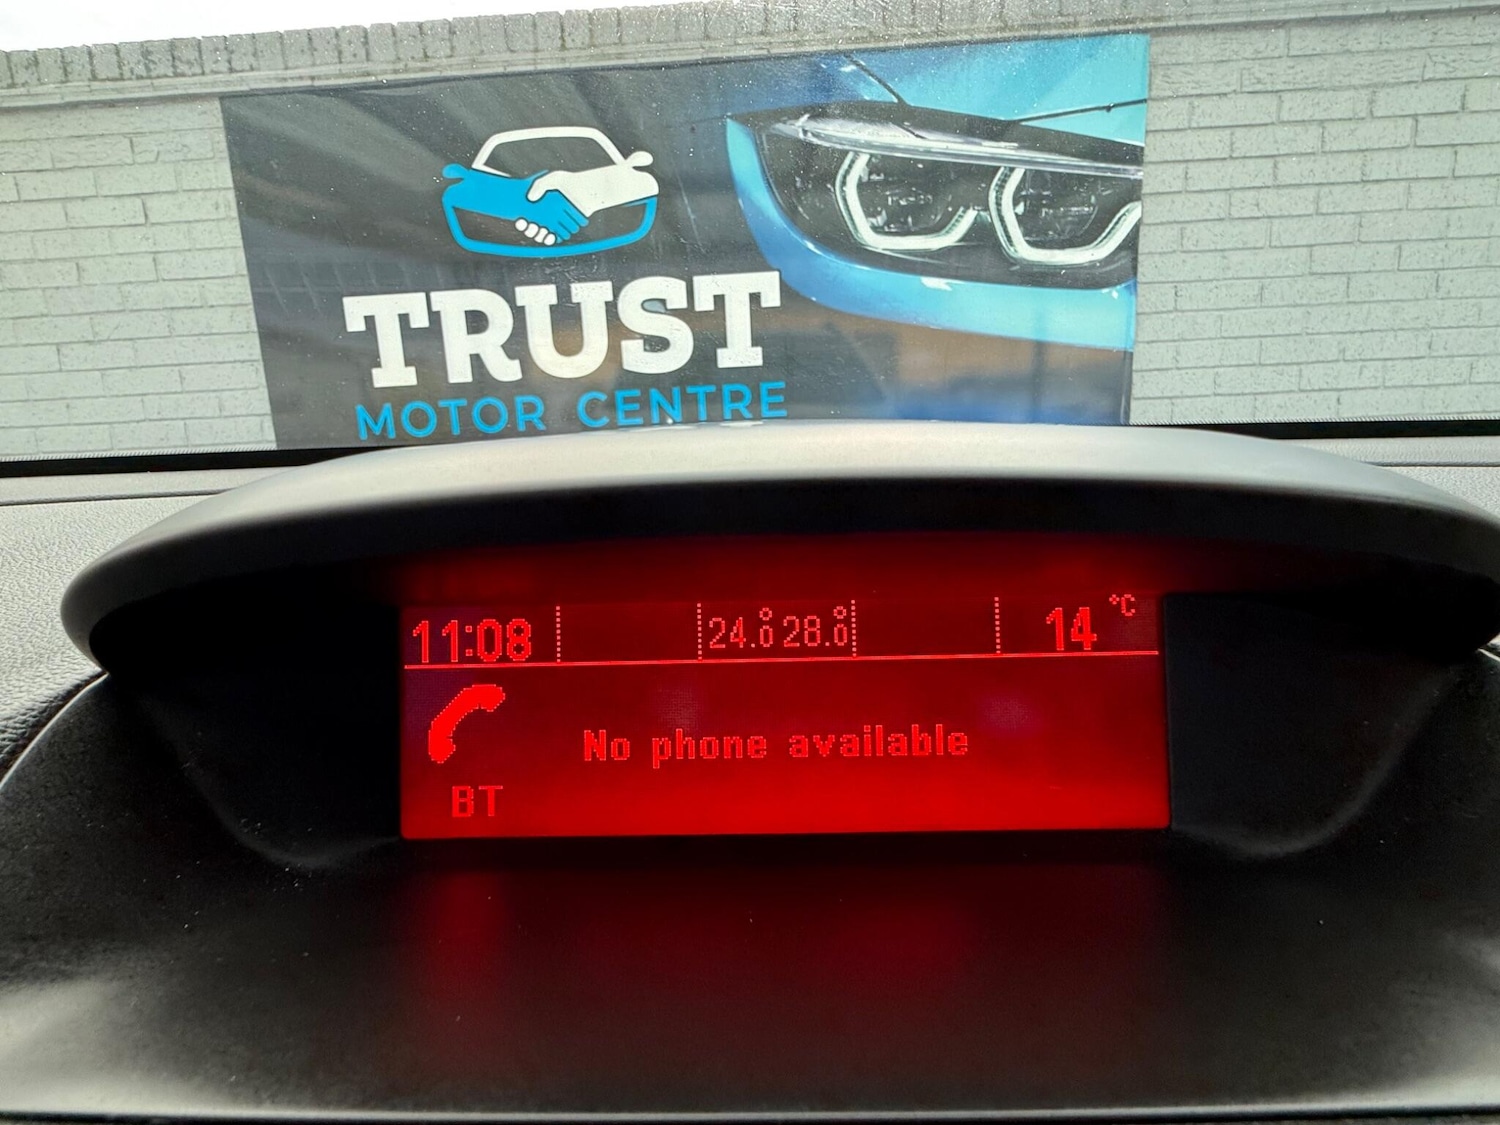 TRUST
MOTOR CENTRE
11:08 24.0° 28.0° 14 °C
No phone available
BT